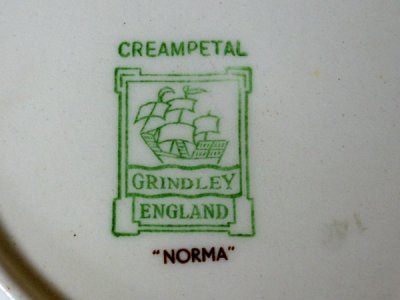 CREAMPETAL
GRINDLEY
ENGLAND
"NORMA"